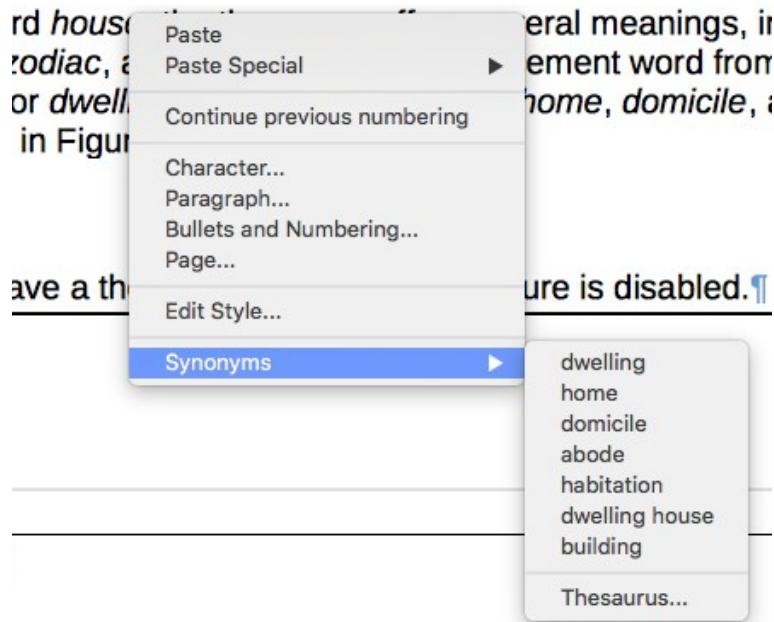 rd house eral meanings, in
zodiac, ement word from
or dwelli home, domicile,
in Figur
ave a th ure is disabled.¶
Paste
Paste Special
Continue previous numbering
Character...
Paragraph...
Bullets and Numbering...
Page...
Edit Style...
Synonyms
dwelling
home
domicile
abode
habitation
dwelling house
building
Thesaurus...